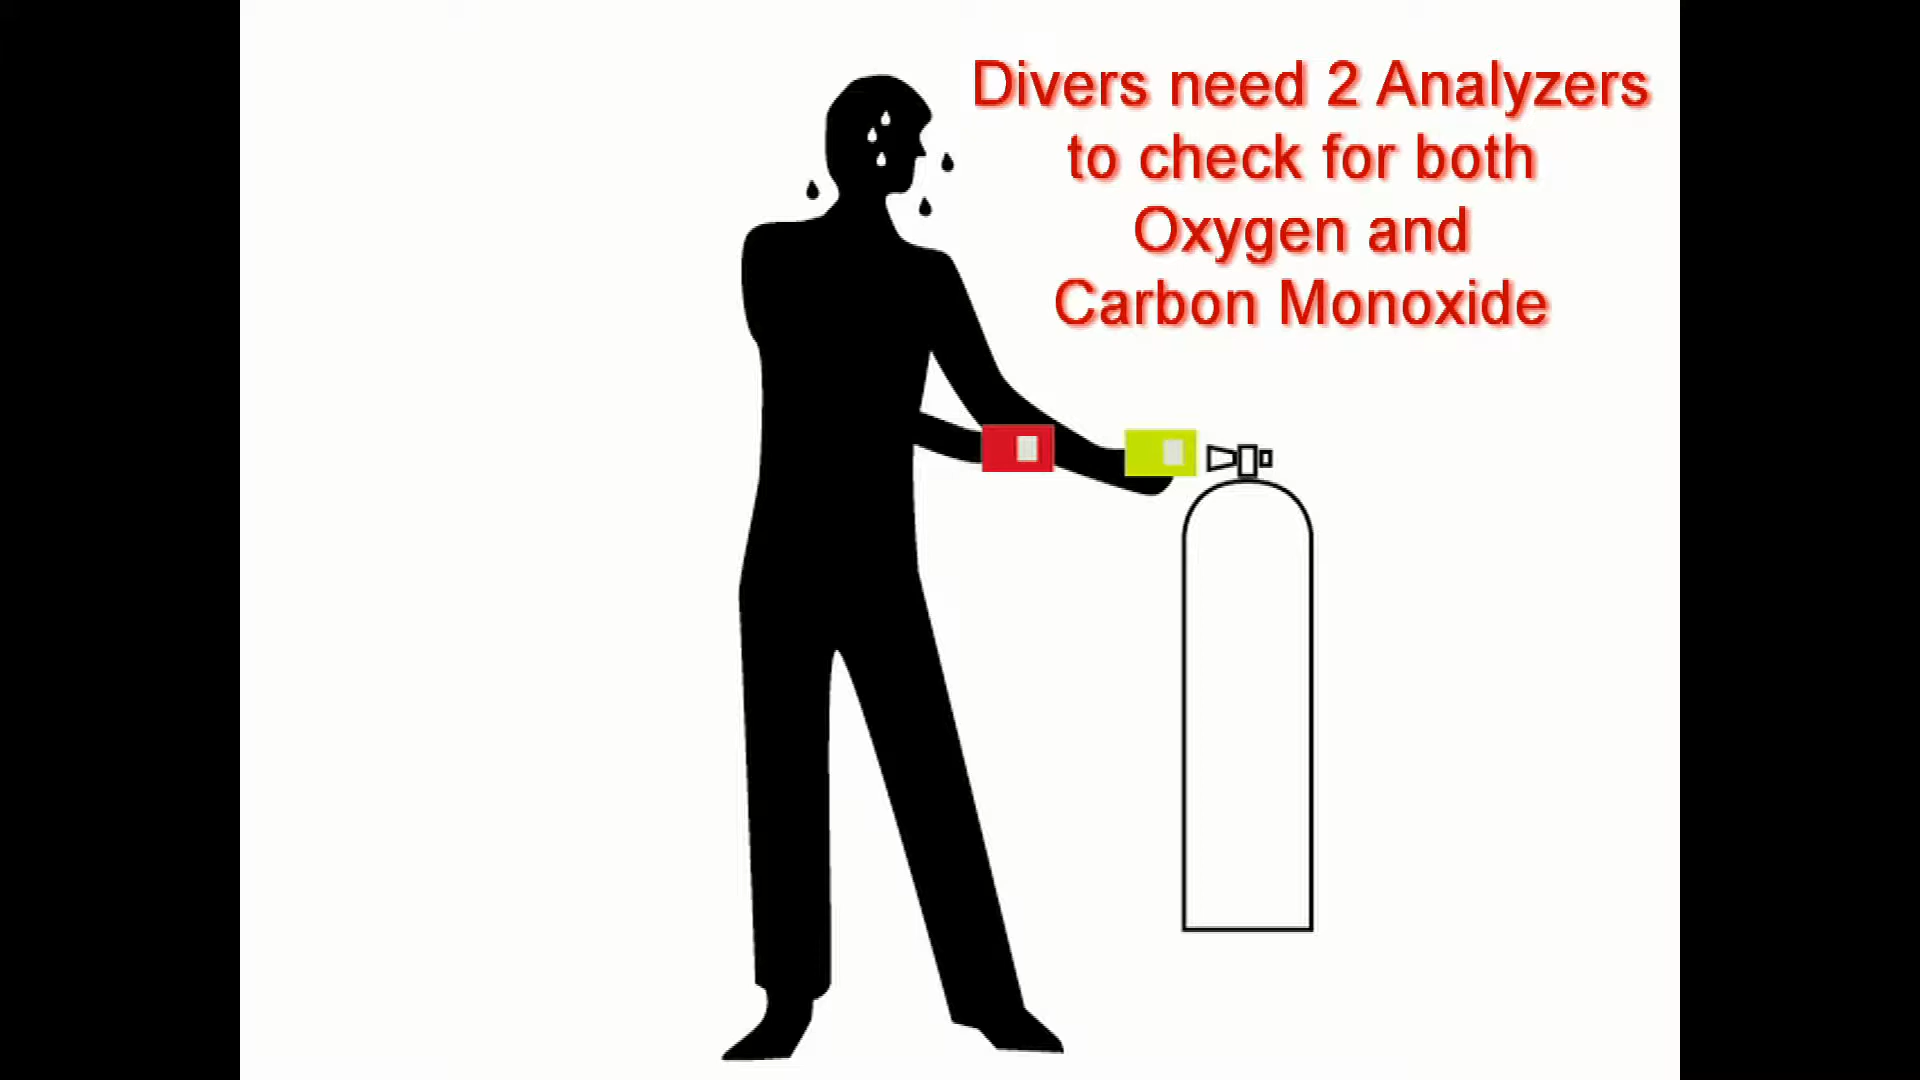 Divers need 2 Analyzers
to check for both
Oxygen and
Carbon Monoxide